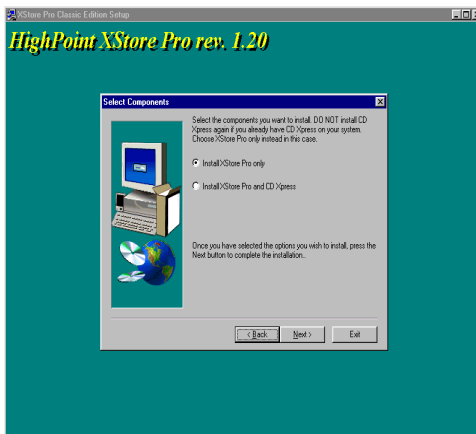 XStore Pro Classic Edition Setup
HighPoint XStore Pro rev. 1.20
Select Components
Select the components you want to install. DO NOT install CD
Xpress again if you already have CD Xpress on your system.
Choose XStore Pro only instead in this case.
Install XStore Pro only
Install XStore Pro and CD Xpress
Once you have selected the options you wish to install, press the
Next button to complete the installation..
< Back
Next >
Exit